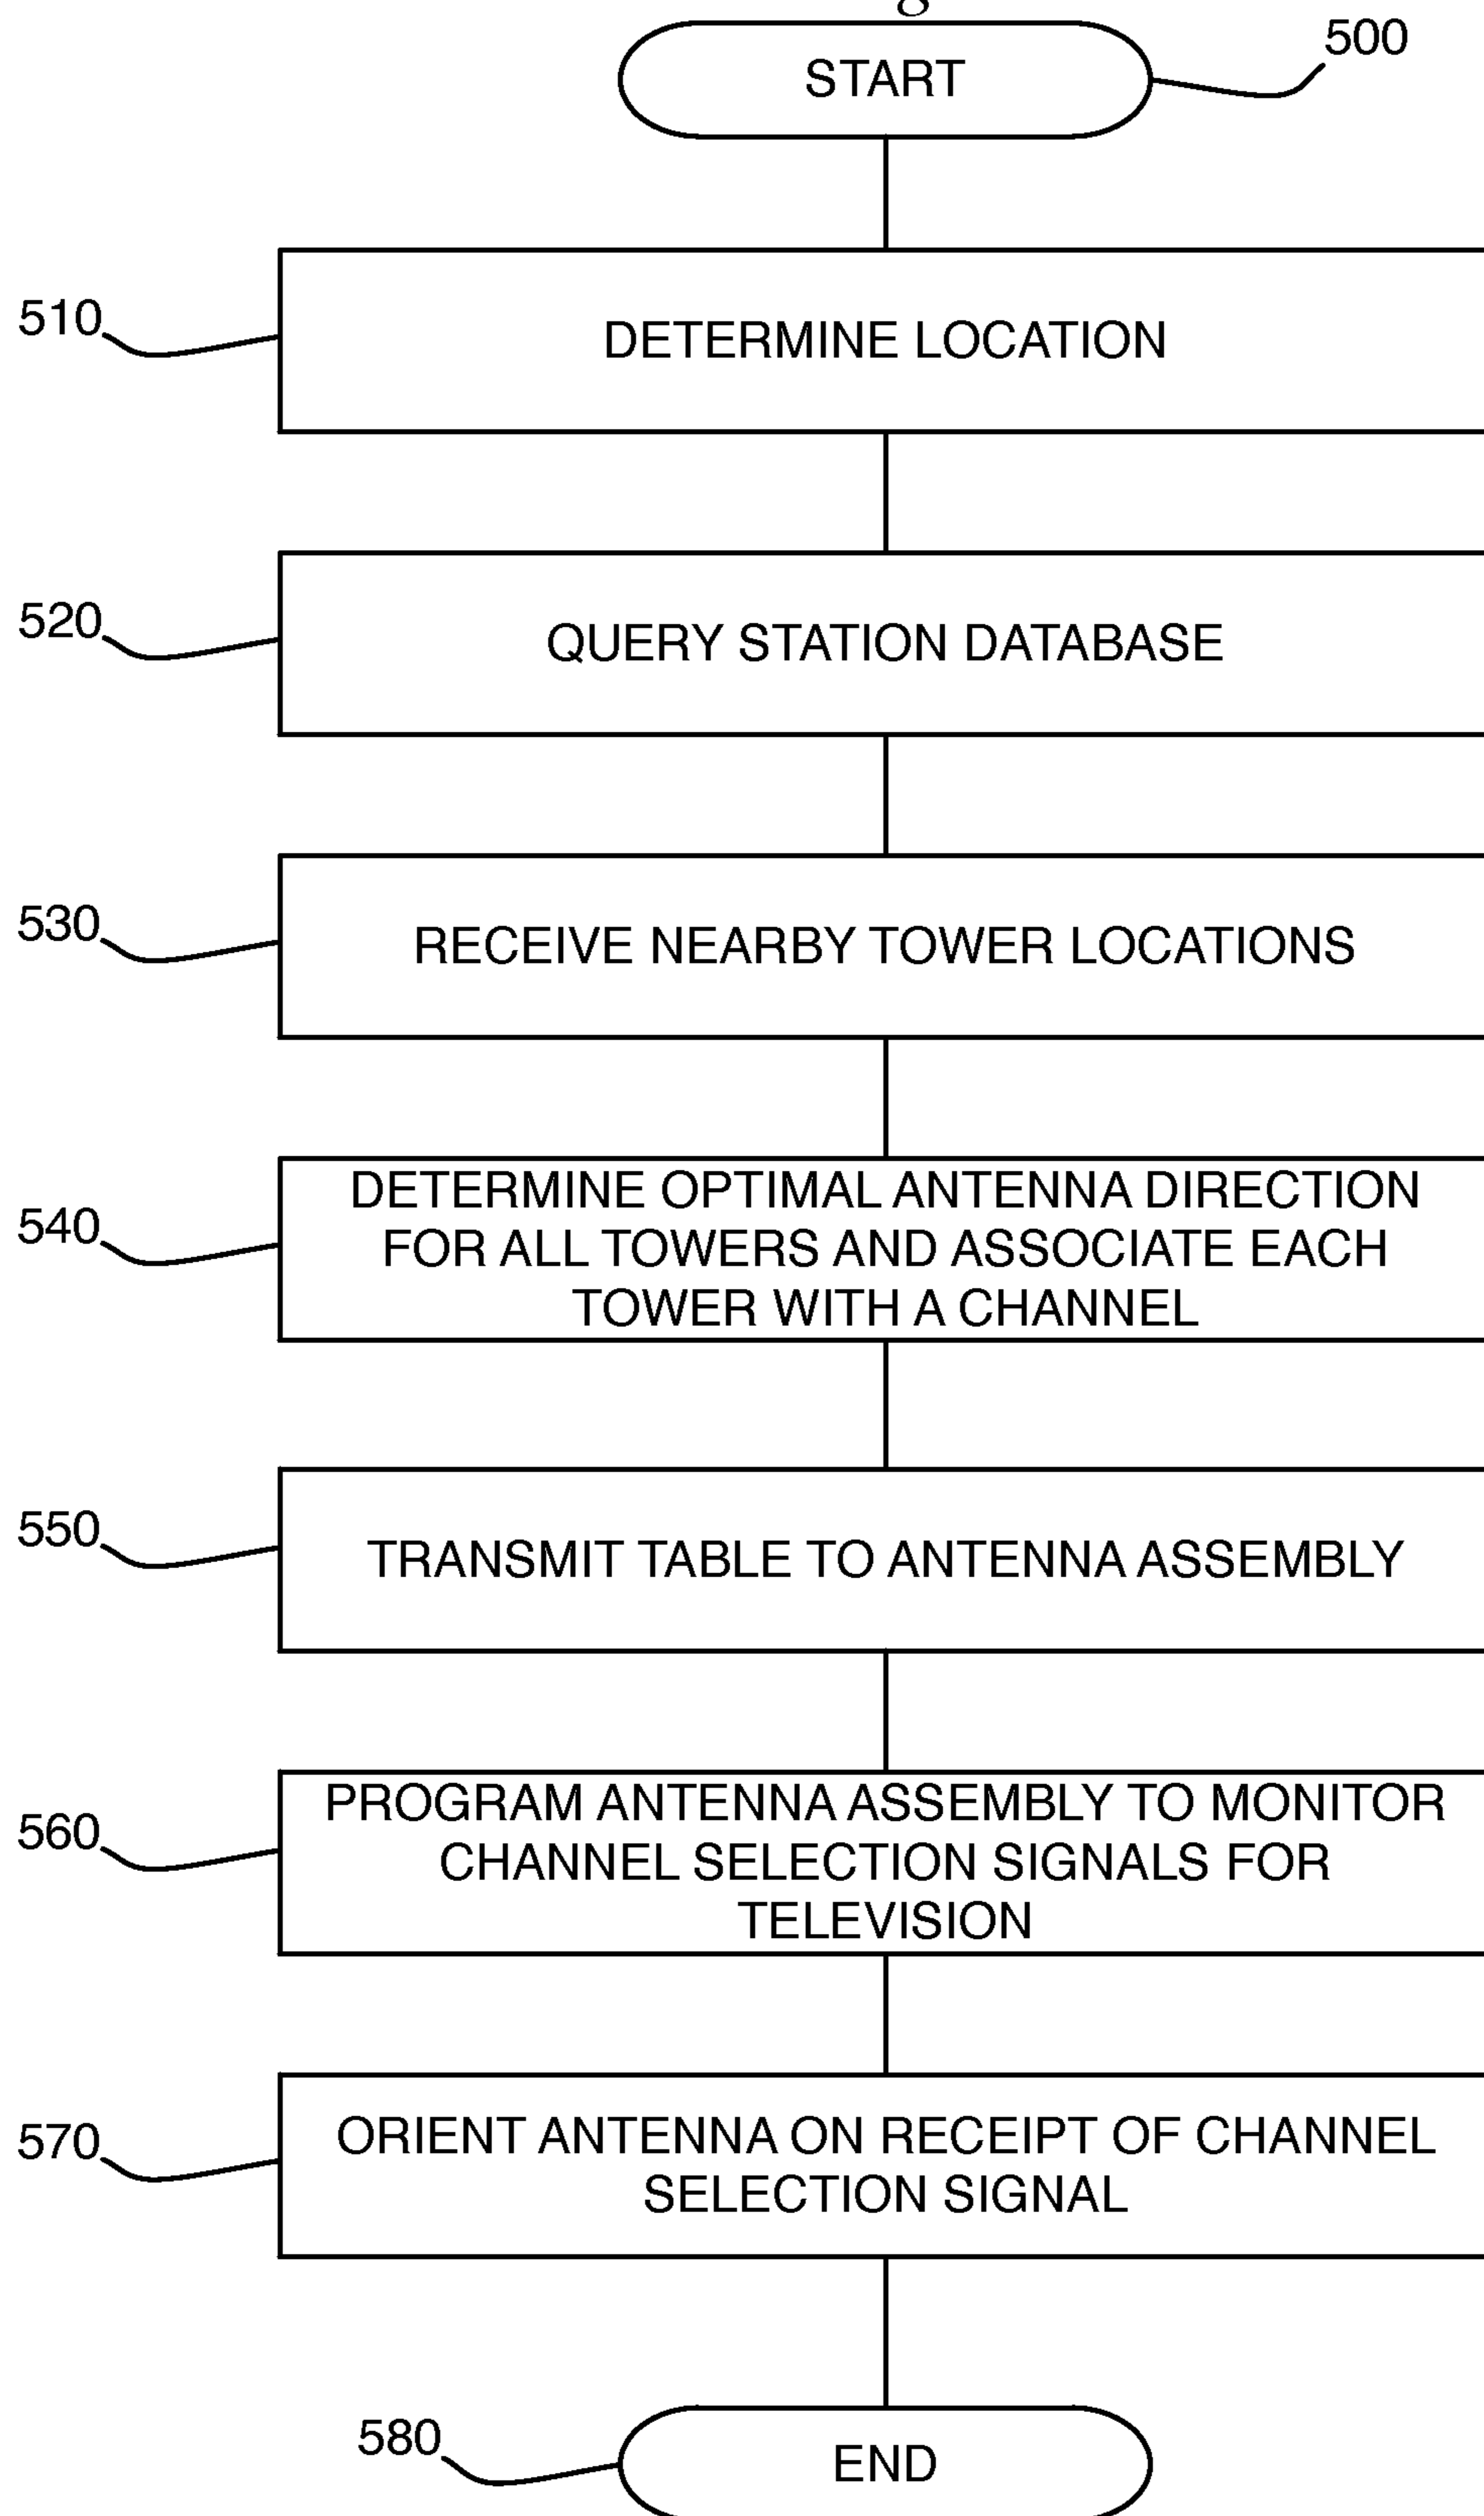 500
START
510
DETERMINE LOCATION
520
QUERY STATION DATABASE
530
RECEIVE NEARBY TOWER LOCATIONS
540
DETERMINE OPTIMAL ANTENNA DIRECTION
FOR ALL TOWERS AND ASSOCIATE EACH
TOWER WITH A CHANNEL
550
TRANSMIT TABLE TO ANTENNA ASSEMBLY
560
PROGRAM ANTENNA ASSEMBLY TO MONITOR
CHANNEL SELECTION SIGNALS FOR
TELEVISION
570
ORIENT ANTENNA ON RECEIPT OF CHANNEL
SELECTION SIGNAL
580
END